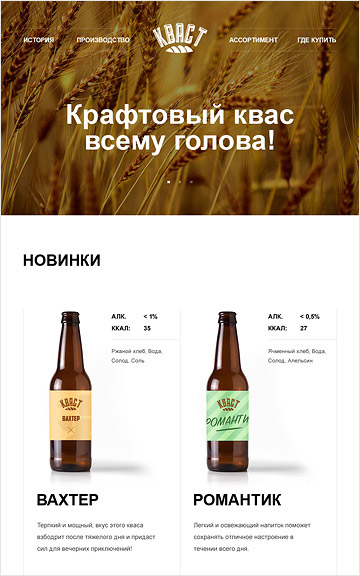 ИСТОРИЯ ПРОИЗВОДСТВО КВАСТ АССОРТИМЕНТ ГДЕ КУПИТЬ
Крафтовый квас
всему голова!
НОВИНКИ
АЛК. < 1%
ККАЛ: 35
Ржаной хлеб, Вода,
Солод, Соль
КВАСТ
ВАХТЕР
ВАХТЕР
Терпкий и мощный, вкус этого кваса
взбодрит после тяжелого дня и придаст
сил для вечерних приключений!
АЛК. < 0,5%
ККАЛ: 27
Ячменный хлеб, Вода,
Солод, Апельсин
КВАСТ
РОМАНТИ
РОМАНТИК
Легкий и освежающий напиток поможет
сохранять отличное настроение в
течении всего дня.